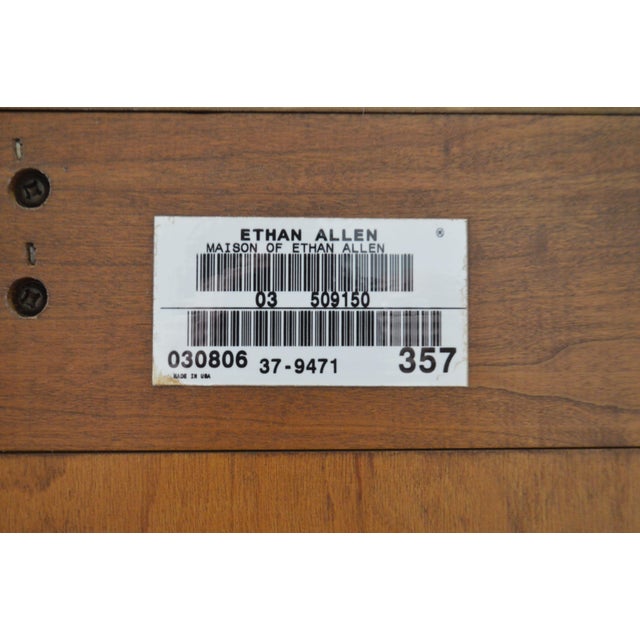 ETHAN ALLEN ®
MAISON OF ETHAN ALLEN
03 509150
030806 37-9471 357
MADE IN USA